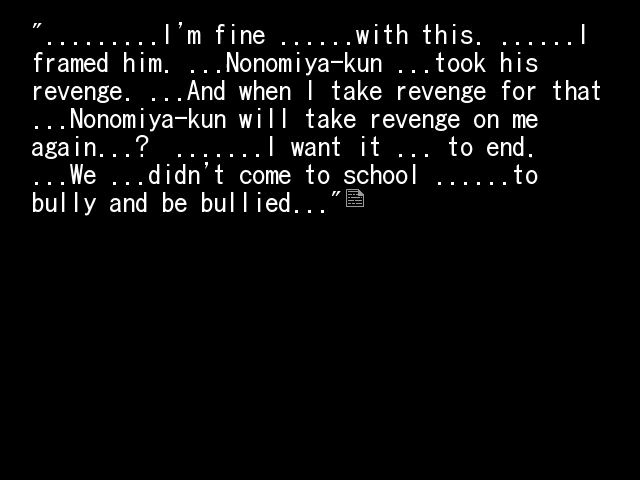 ".........I'm fine ......with this. ......I
framed him. ...Nonomiya-kun ...took his
revenge. ...And when I take revenge for that
...Nonomiya-kun will take revenge on me
again...? .......I want it ... to end.
...We ...didn't come to school ......to
bully and be bullied..."